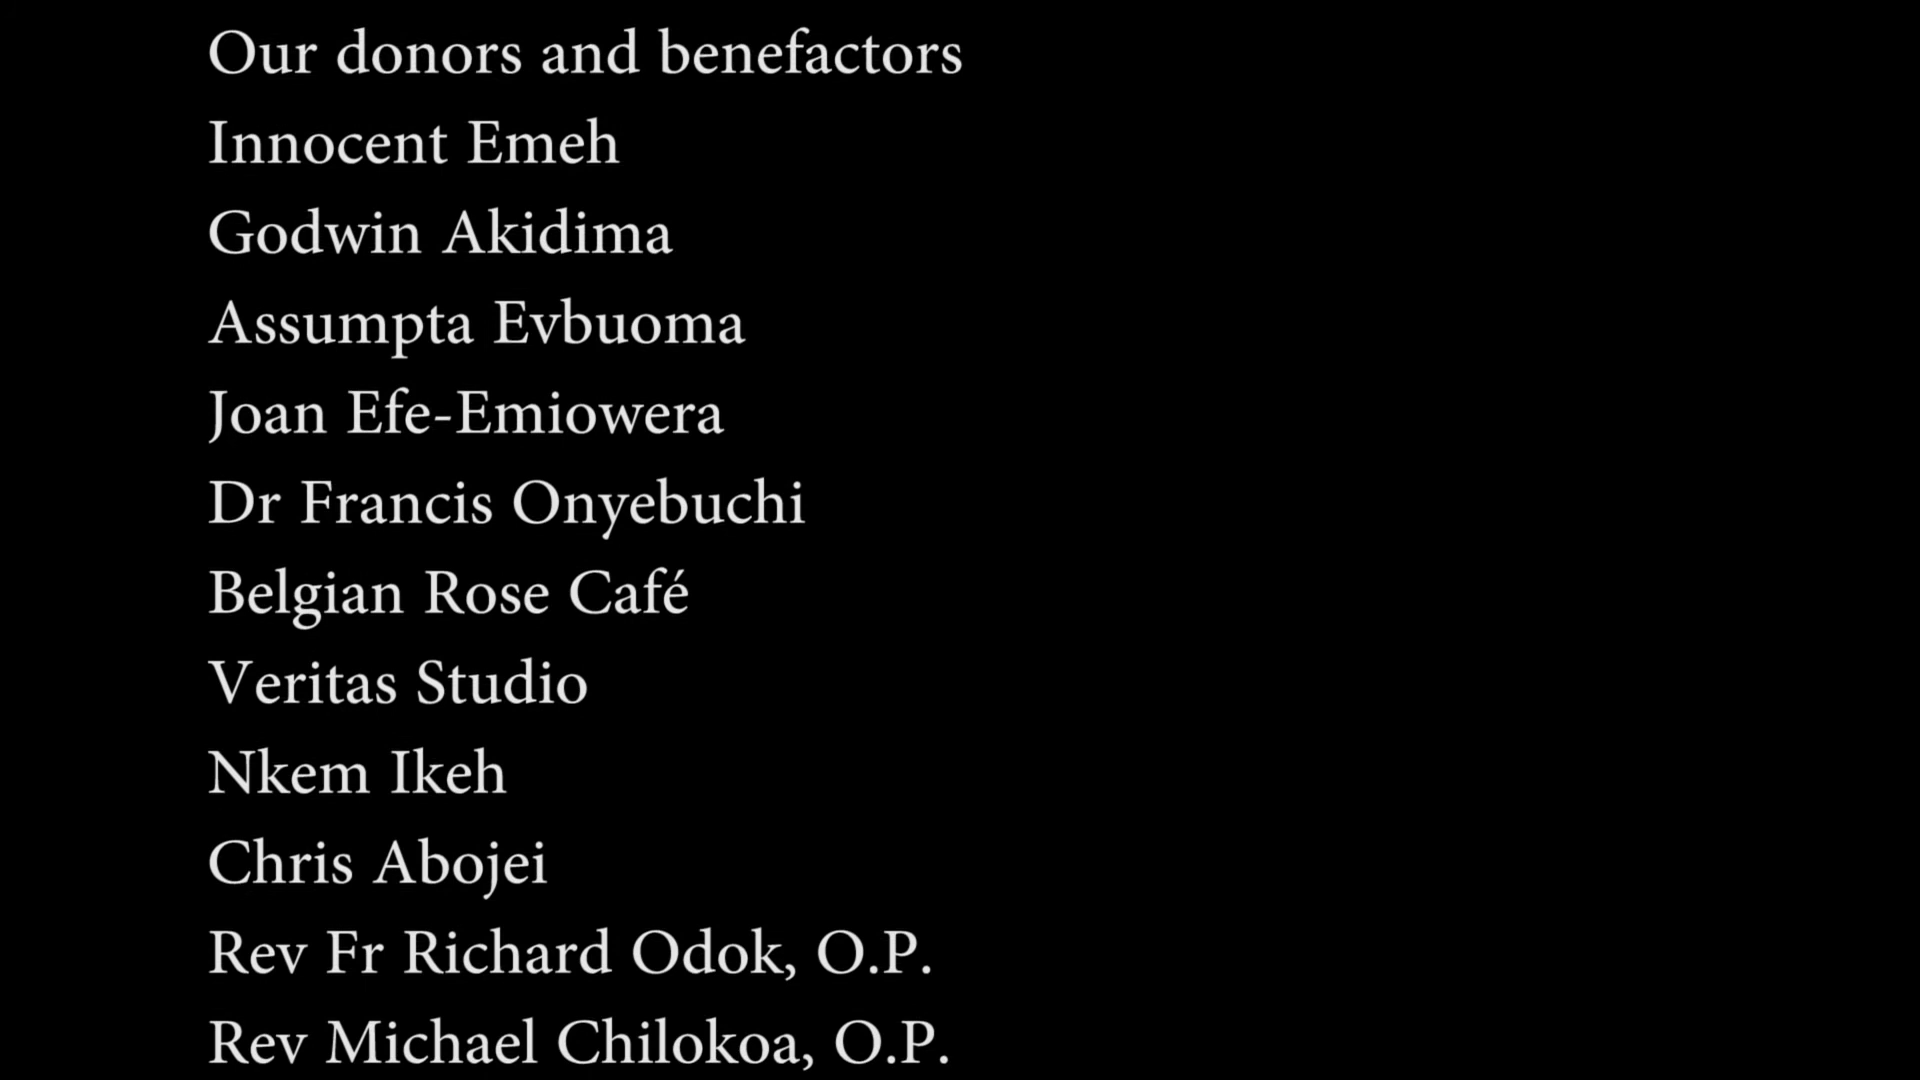 Our donors and benefactors
Innocent Emeh
Godwin Akidima
Assumpta Evbuoma
Joan Efe-Emiowera
Dr Francis Onyebuchi
Belgian Rose Café
Veritas Studio
Nkem Ikeh
Chris Abojei
Rev Fr Richard Odok, O.P.
Rev Michael Chilokoa, O.P.